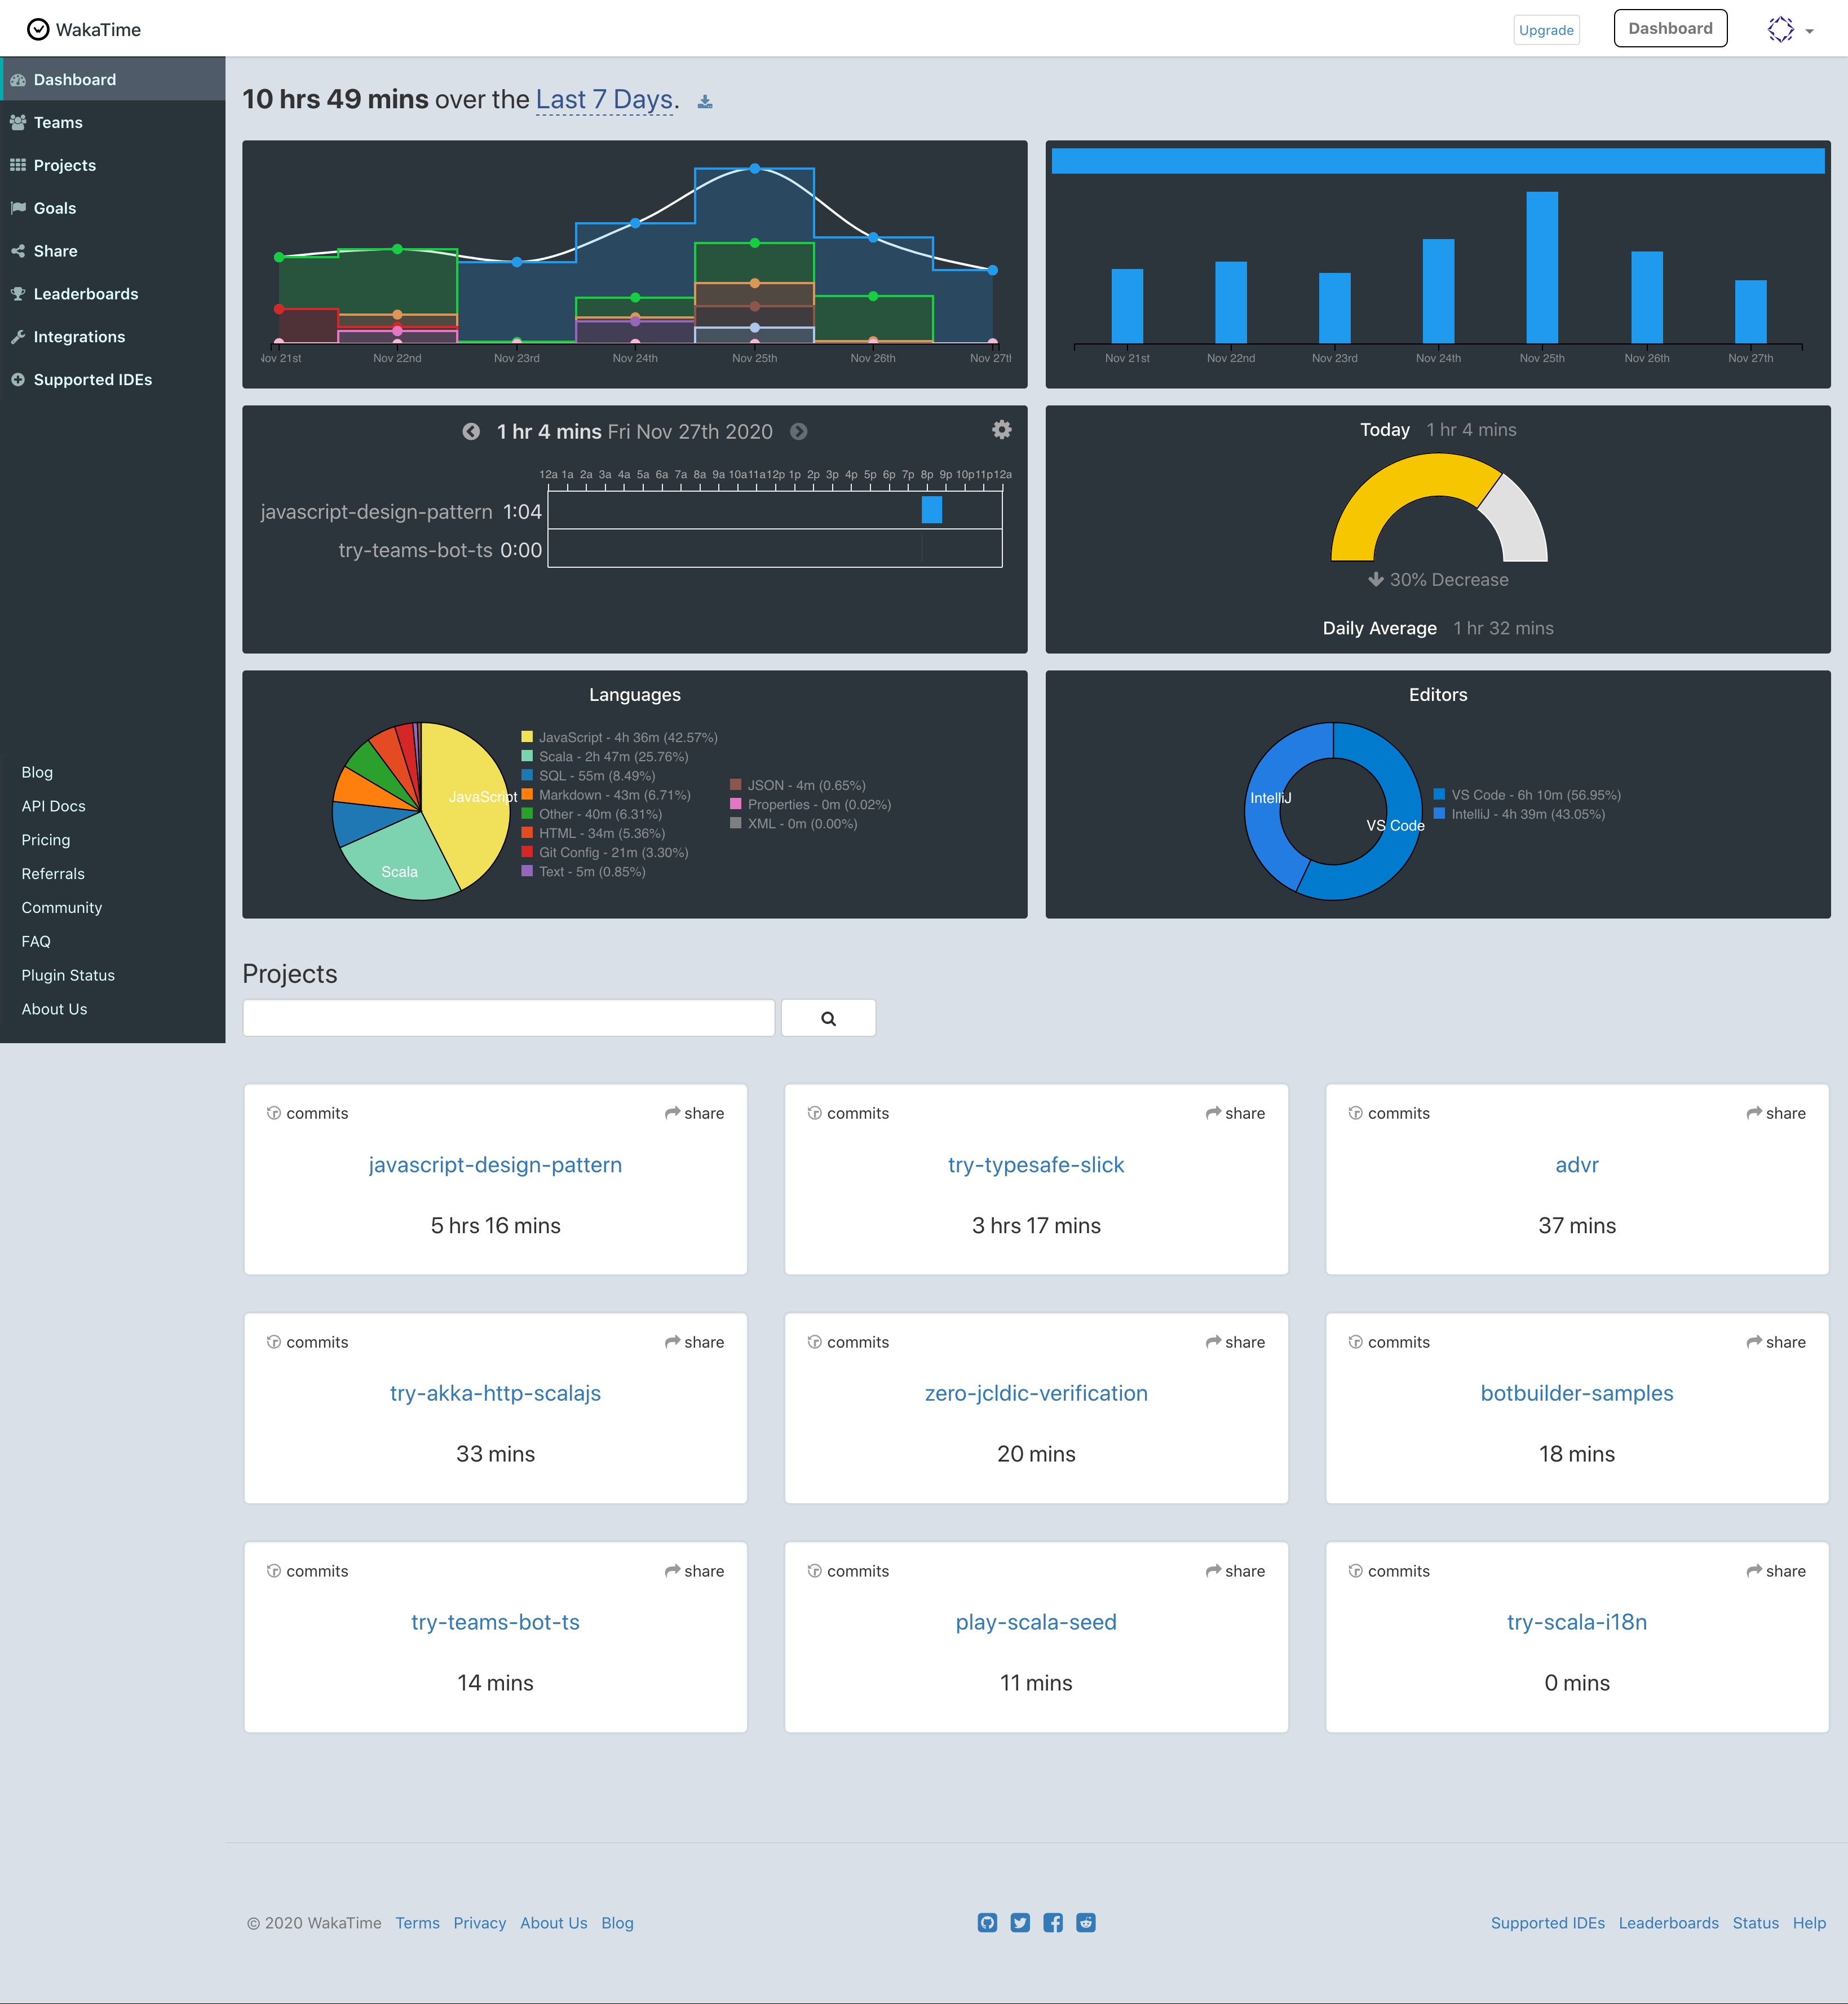 WakaTime
Upgrade
Dashboard
Dashboard
Teams
Projects
Goals
Share
Leaderboards
Integrations
Supported IDEs
Blog
API Docs
Pricing
Referrals
Community
FAQ
Plugin Status
About Us
10 hrs 49 mins over the Last 7 Days.
Nov 21st Nov 22nd Nov 23rd Nov 24th Nov 25th Nov 26th Nov 27th
Nov 21st Nov 22nd Nov 23rd Nov 24th Nov 25th Nov 26th Nov 27th
1 hr 4 mins Fri Nov 27th 2020
12a 1a 2a 3a 4a 5a 6a 7a 8a 9a 10a 11a 12p 1p 2p 3p 4p 5p 6p 7p 8p 9p 10p 11p 12a
javascript-design-pattern 1:04
try-teams-bot-ts 0:00
Today 1 hr 4 mins
30% Decrease
Daily Average 1 hr 32 mins
Languages
JavaScript
Scala
JavaScript - 4h 36m (42.57%)
Scala - 2h 47m (25.76%)
SQL - 55m (8.49%)
Markdown - 43m (6.71%)
Other - 40m (6.31%)
HTML - 34m (5.36%)
Git Config - 21m (3.30%)
Text - 5m (0.85%)
JSON - 4m (0.65%)
Properties - 0m (0.02%)
XML - 0m (0.00%)
Editors
IntelliJ
VS Code
VS Code - 6h 10m (56.95%)
IntelliJ - 4h 39m (43.05%)
Projects
commits share
javascript-design-pattern
5 hrs 16 mins
commits share
try-typesafe-slick
3 hrs 17 mins
commits share
advr
37 mins
commits share
try-akka-http-scalajs
33 mins
commits share
zero-jcldic-verification
20 mins
commits share
botbuilder-samples
18 mins
commits share
try-teams-bot-ts
14 mins
commits share
play-scala-seed
11 mins
commits share
try-scala-i18n
0 mins
© 2020 WakaTime Terms Privacy About Us Blog
Supported IDEs Leaderboards Status Help